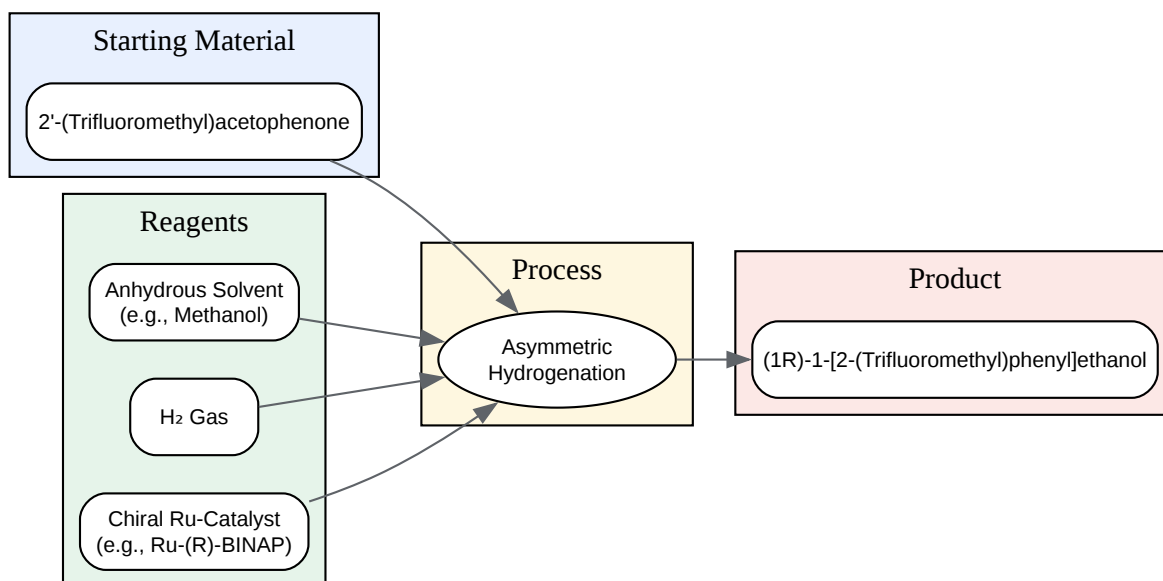 Starting Material
2'-(Trifluoromethyl)acetophenone
Reagents
Anhydrous Solvent
(e.g., Methanol)
H₂ Gas
Chiral Ru-Catalyst
(e.g., Ru-(R)-BINAP)
Process
Asymmetric
Hydrogenation
Product
(1R)-1-[2-(Trifluoromethyl)phenyl]ethanol